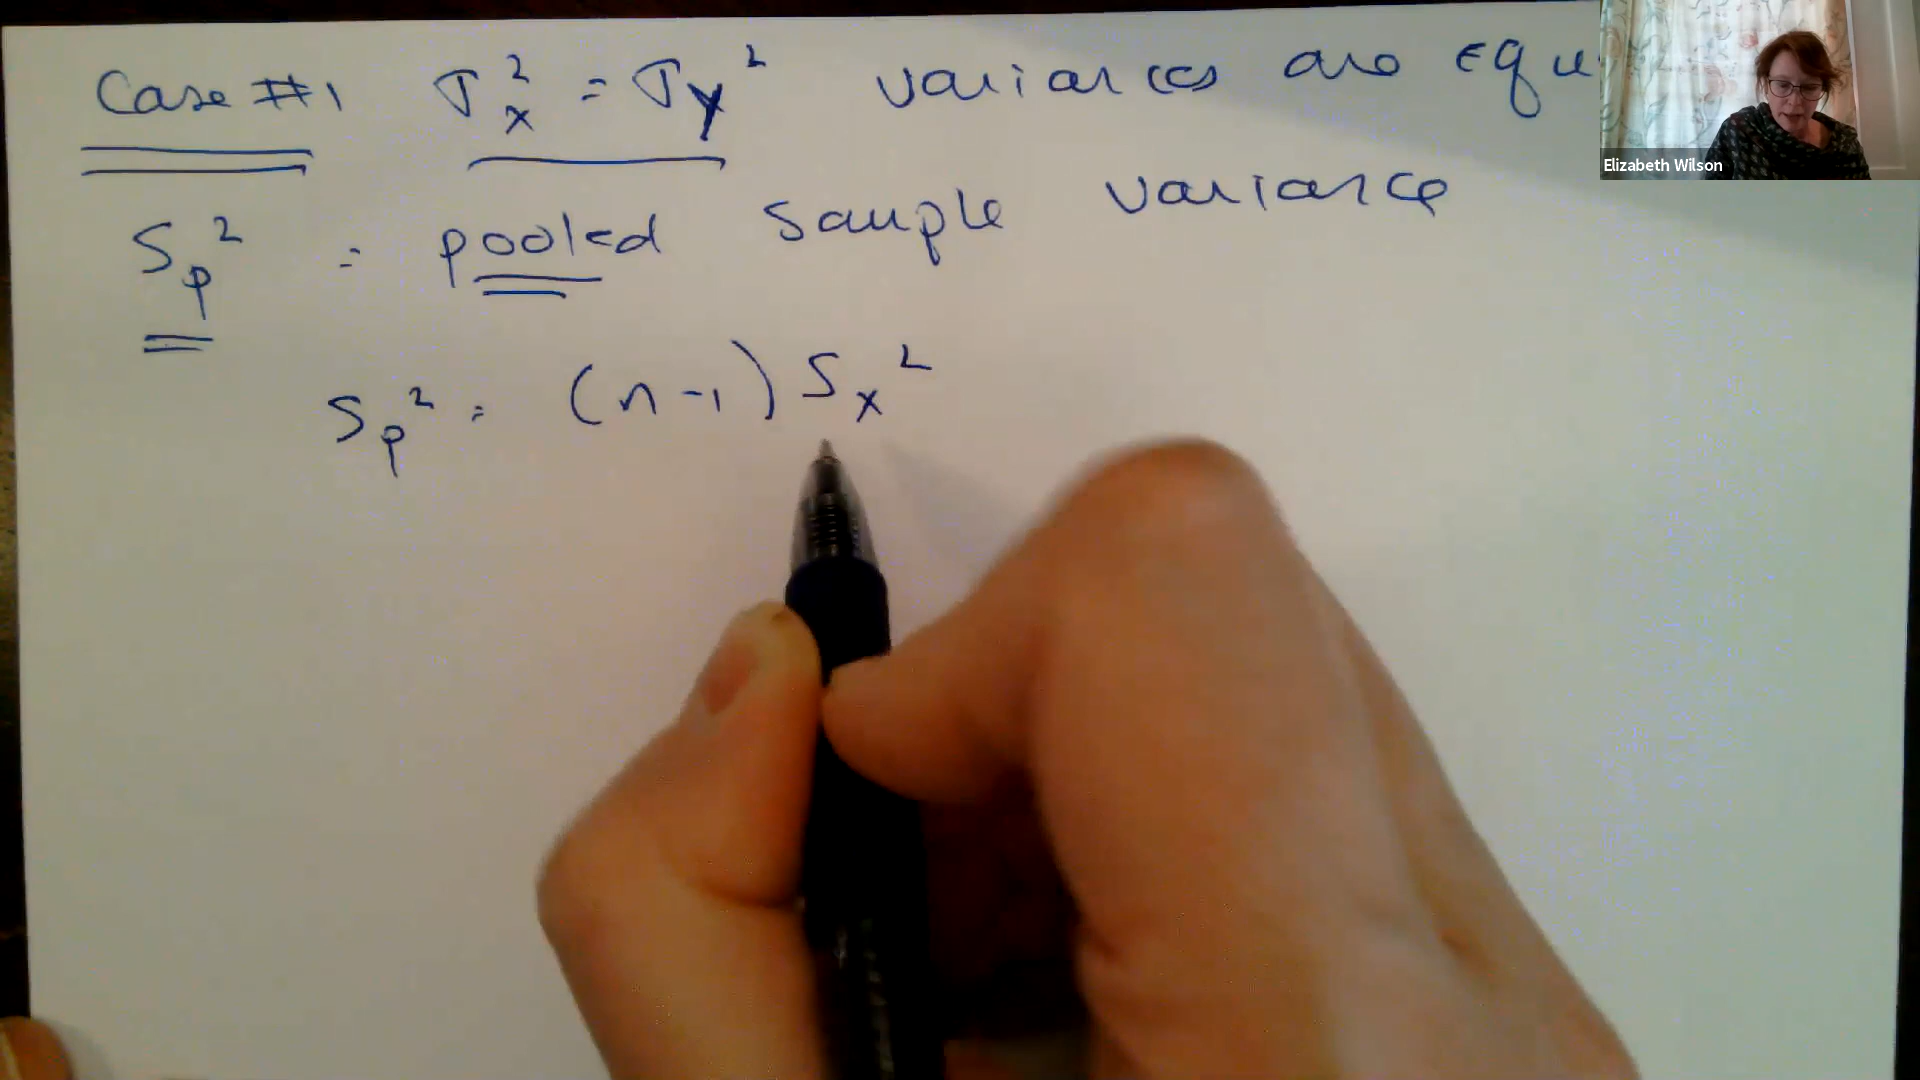 Case #1 σx² = σy² variances are equ
Elizabeth Wilson
Sp² = pooled sample variance
Sp² = (n-1) Sx²